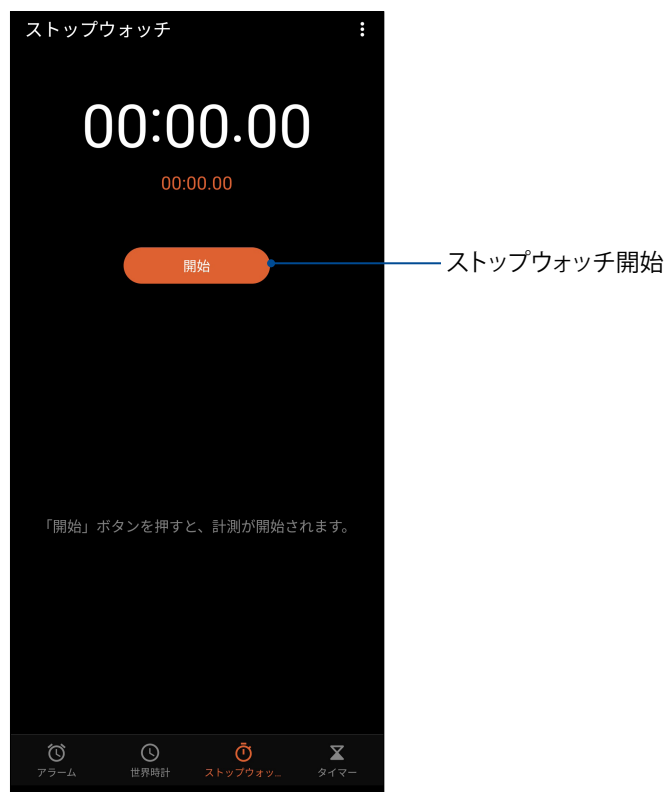 ストップウォッチ
00:00.00
00:00.00
開始
ストップウォッチ開始
「開始」ボタンを押すと、計測が開始されます。
アラーム
世界時計
ストップウォッ...
タイマー